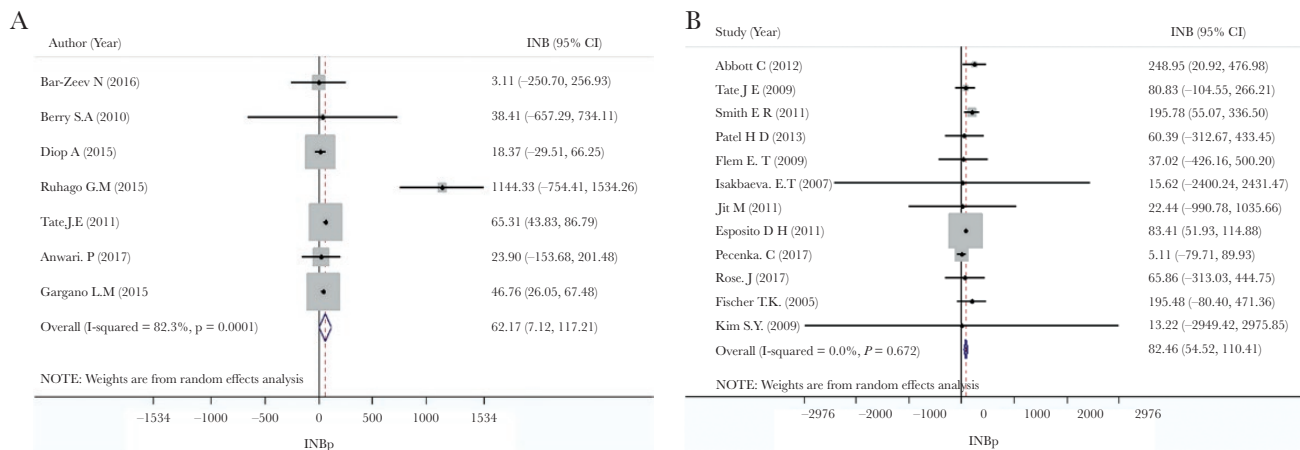 A
Author (Year) INB (95% CI)
Bar-Zeev N (2016) 3.11 (–250.70, 256.93)
Berry S.A (2010) 38.41 (–657.29, 734.11)
Diop A (2015) 18.37 (–29.51, 66.25)
Ruhago G.M (2015) 1144.33 (–754.41, 1534.26)
Tate.J.E (2011) 65.31 (43.83, 86.79)
Anwari. P (2017) 23.90 (–153.68, 201.48)
Gargano L.M (2015 46.76 (26.05, 67.48)
Overall (I-squared = 82.3%, p = 0.0001) 62.17 (7.12, 117.21)
NOTE: Weights are from random effects analysis
–1534 –1000 –500 0 500 1000 1534
INBp
B
Study (Year) INB (95% CI)
Abbott C (2012) 248.95 (20.92, 476.98)
Tate J E (2009) 80.83 (–104.55, 266.21)
Smith E R (2011) 195.78 (55.07, 336.50)
Patel H D (2013) 60.39 (–312.67, 433.45)
Flem E. T (2009) 37.02 (–426.16, 500.20)
Isakbaeva. E.T (2007) 15.62 (–2400.24, 2431.47)
Jit M (2011) 22.44 (–990.78, 1035.66)
Esposito D H (2011) 83.41 (51.93, 114.88)
Pecenka. C (2017) 5.11 (–79.71, 89.93)
Rose. J (2017) 65.86 (–313.03, 444.75)
Fischer T.K. (2005) 195.48 (–80.40, 471.36)
Kim S.Y. (2009) 13.22 (–2949.42, 2975.85)
Overall (I-squared = 0.0%, P = 0.672) 82.46 (54.52, 110.41)
NOTE: Weights are from random effects analysis
–2976 –2000 –1000 0 1000 2000 2976
INBp